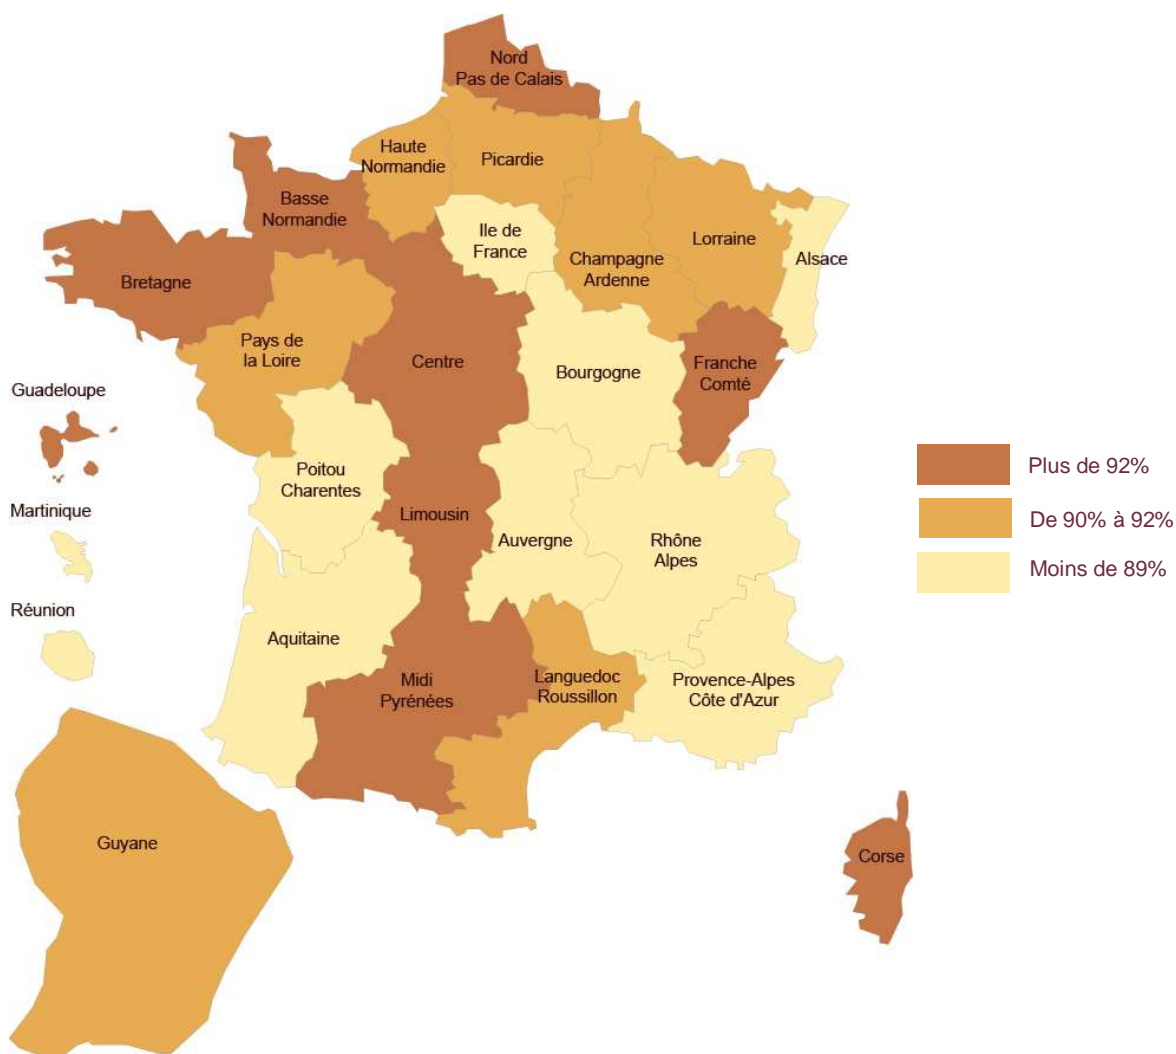 Nord
Pas de Calais
Haute
Normandie
Picardie
Basse
Normandie
Ile de
France
Champagne
Ardenne
Lorraine
Alsace
Bretagne
Pays de
la Loire
Centre
Bourgogne
Franche
Comté
Guadeloupe
Poitou
Charentes
Limousin
Auvergne
Rhône
Alpes
Martinique
Réunion
Aquitaine
Midi
Pyrénées
Languedoc
Roussillon
Provence-Alpes
Côte d'Azur
Guyane
Corse
Plus de 92%
De 90% à 92%
Moins de 89%